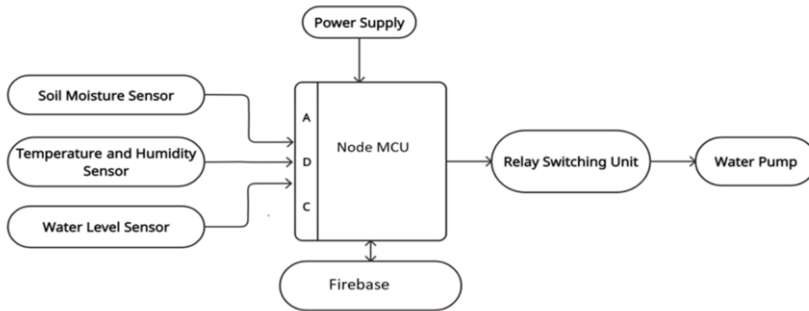 Power Supply
Soil Moisture Sensor
Temperature and Humidity
Sensor
Water Level Sensor
A
D
C
Node MCU
Relay Switching Unit
Water Pump
Firebase